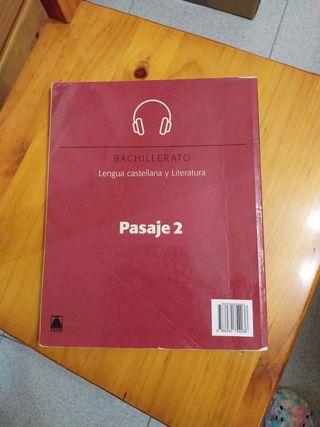 BACHILLERATO
Lengua castellana y Literatura
Pasaje 2